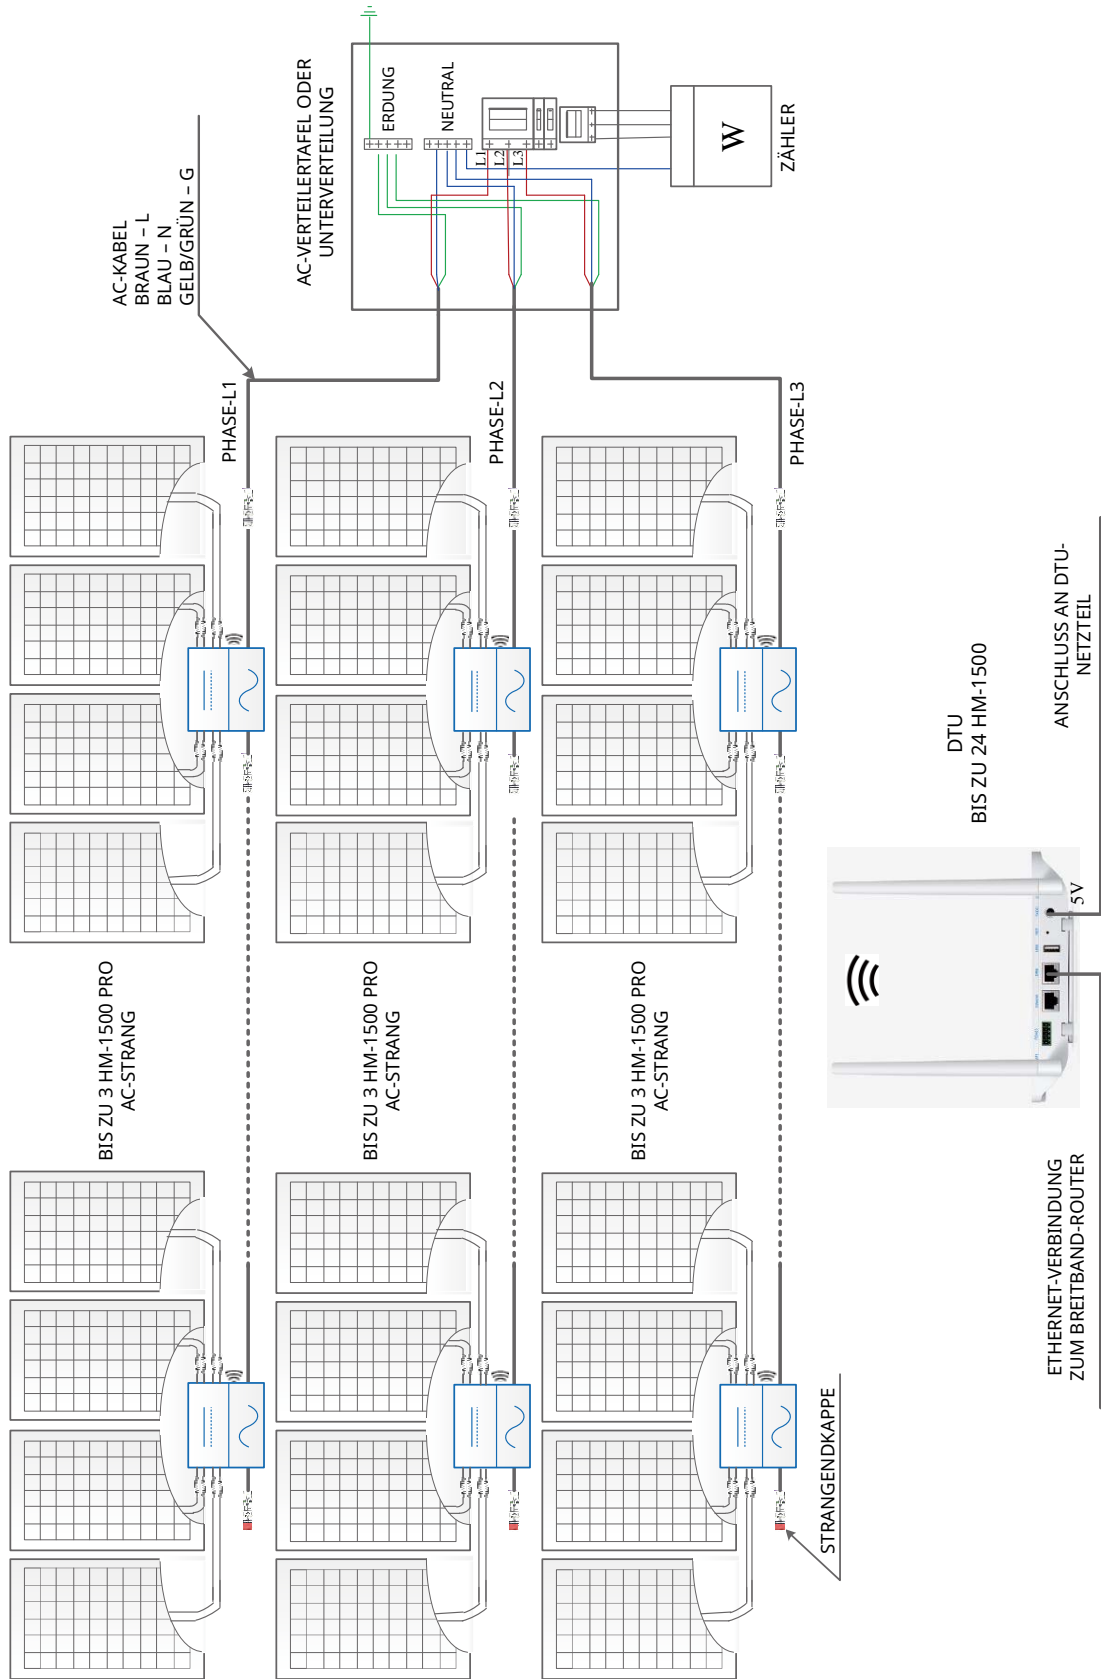 AC-KABEL
BRAUN – L
BLAU – N
GELB/GRÜN – G
AC-VERTEILERTAFEL ODER
UNTERVERTEILUNG
ERDUNG
NEUTRAL
L1
L2
L3
W
ZÄHLER
PHASE-L1
PHASE-L2
PHASE-L3
BIS ZU 3 HM-1500 PRO
AC-STRANG
BIS ZU 3 HM-1500 PRO
AC-STRANG
BIS ZU 3 HM-1500 PRO
AC-STRANG
STRANGENDKAPPE
DTU
BIS ZU 24 HM-1500
5V
ANSCHLUSS AN DTU-
NETZTEIL
ETHERNET-VERBINDUNG
ZUM BREITBAND-ROUTER